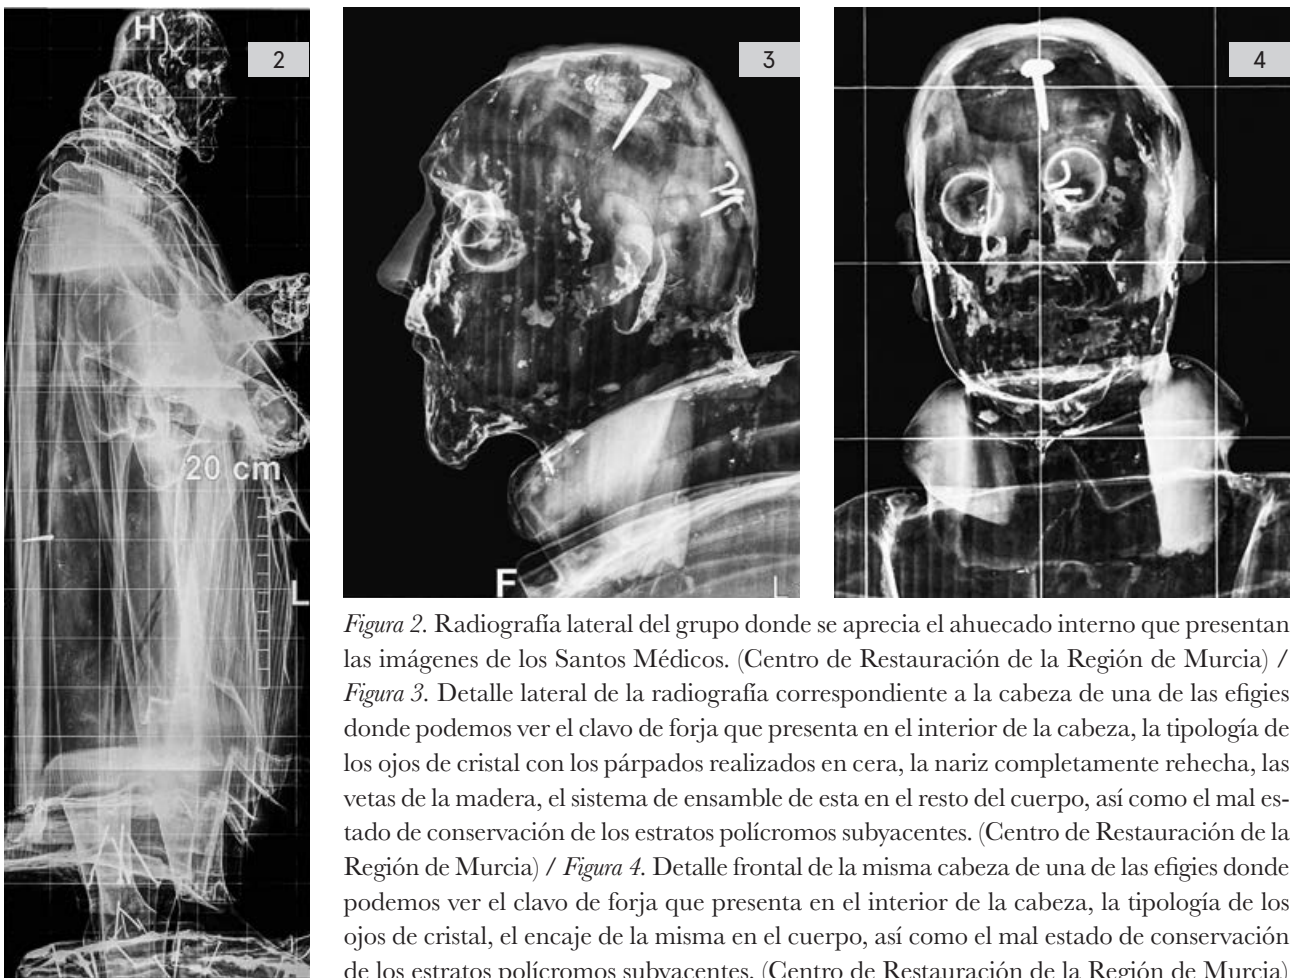 H
2
3
4
20 cm
L
F
L
Figura 2. Radiografía lateral del grupo donde se aprecia el ahuecado interno que presentan
las imágenes de los Santos Médicos. (Centro de Restauración de la Región de Murcia) /
Figura 3. Detalle lateral de la radiografía correspondiente a la cabeza de una de las efigies
donde podemos ver el clavo de forja que presenta en el interior de la cabeza, la tipología de
los ojos de cristal con los párpados realizados en cera, la nariz completamente rehecha, las
vetas de la madera, el sistema de ensamble de esta en el resto del cuerpo, así como el mal es-
tado de conservación de los estratos polícromos subyacentes. (Centro de Restauración de la
Región de Murcia) / Figura 4. Detalle frontal de la misma cabeza de una de las efigies donde
podemos ver el clavo de forja que presenta en el interior de la cabeza, la tipología de los
ojos de cristal, el encaje de la misma en el cuerpo, así como el mal estado de conservación
de los estratos polícromos subyacentes. (Centro de Restauración de la Región de Murcia)